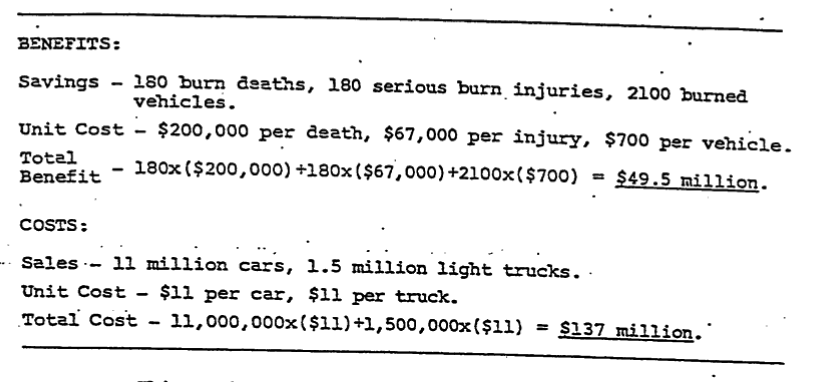 BENEFITS:
Savings - 180 burn deaths, 180 serious burn injuries, 2100 burned
vehicles.
Unit Cost - $200,000 per death, $67,000 per injury, $700 per vehicle.
Total
Benefit - 180x($200,000)+180x($67,000)+2100x($700) = $49.5 million.
COSTS:
Sales - 11 million cars, 1.5 million light trucks.
Unit Cost - $11 per car, $11 per truck.
Total Cost - 11,000,000x($11)+1,500,000x($11) = $137 million.